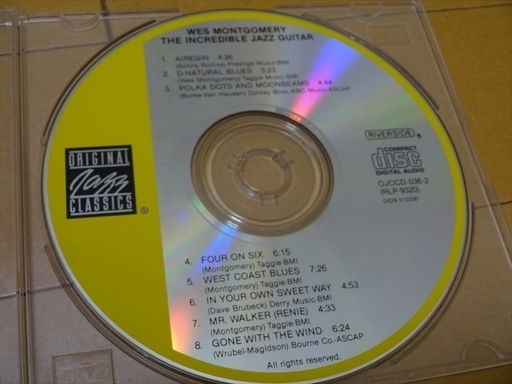 WES MONTGOMERY
THE INCREDIBLE JAZZ GUITAR
1. AIREGIN 4:26
(Sonny Rollins) Prestige Music-BMI
2. D-NATURAL BLUES 5:23
(Wes Montgomery) Taggie Music-BMI
3. POLKA DOTS AND MOONBEAMS 4:44
(Burke-Van Heusen) Dorsey Bros./ABC Music-ASCAP
RIVERSIDE ®
COMPACT
disc
DIGITAL AUDIO
OJCCD-036-2
(RLP-9320)
DIDX
ORIGINAL
Jazz
CLASSICS ®
4. FOUR ON SIX 6:15
(Montgomery) Taggie-BMI
5. WEST COAST BLUES 7:26
(Montgomery) Taggie-BMI
6. IN YOUR OWN SWEET WAY 4:53
(Dave Brubeck) Derry Music-BMI
7. MR. WALKER (RENIE) 4:33
(Montgomery) Taggie-BMI
8. GONE WITH THE WIND 6:24
(Wrubel-Magidson) Bourne Co.-ASCAP
All rights reserved.